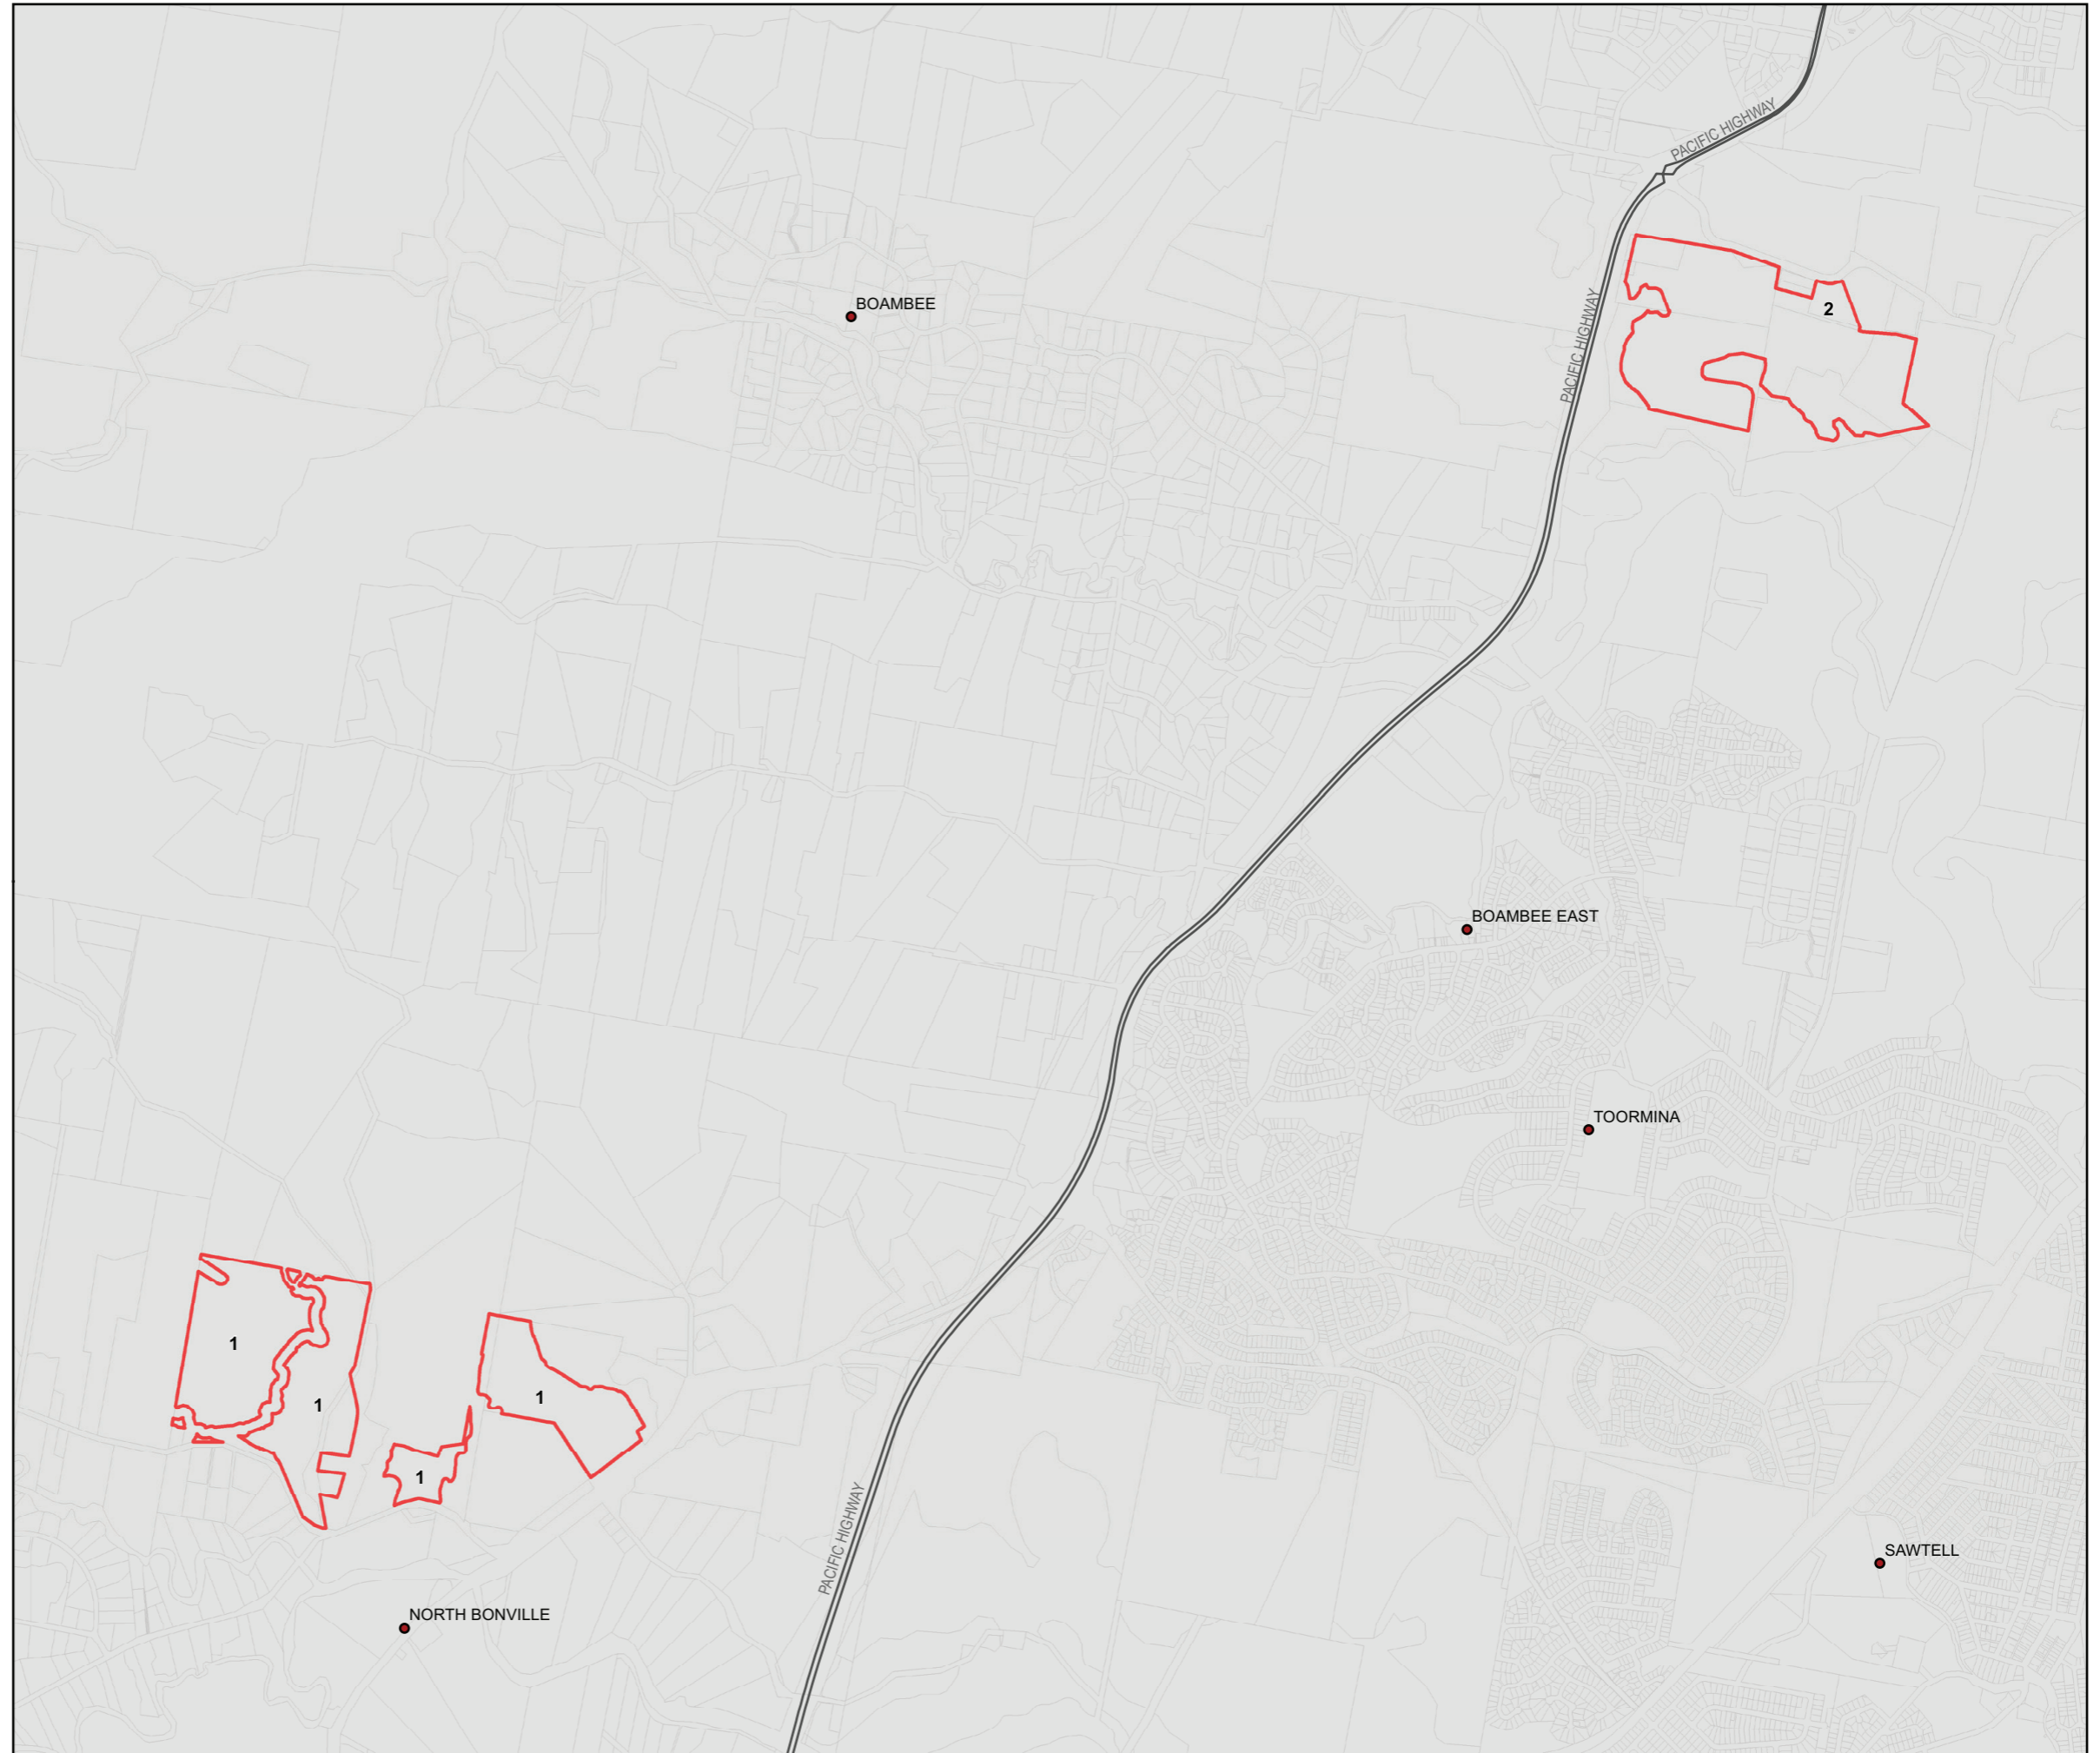 PACIFIC HIGHWAY
BOAMBEE
2
PACIFIC HIGHWAY
BOAMBEE EAST
TOORMINA
1
1
1
1
PACIFIC HIGHWAY
SAWTELL
NORTH BONVILLE